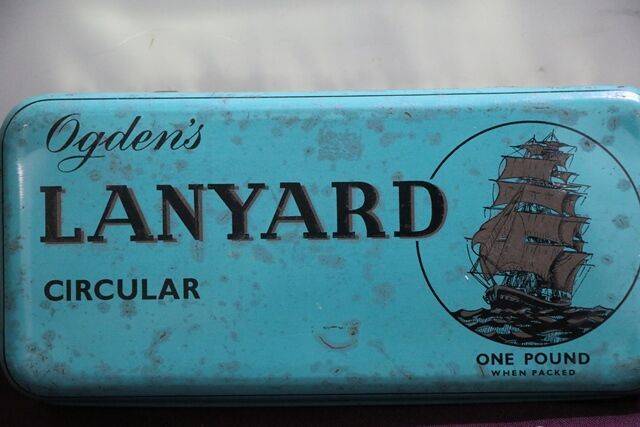 Ogden's
LANYARD
CIRCULAR
ONE POUND
WHEN PACKED